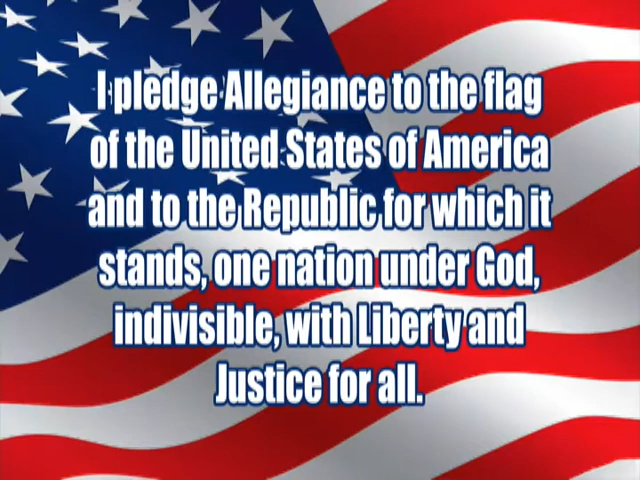 I pledge Allegiance to the flag
of the United States of America
and to the Republic for which it
stands, one nation under God,
indivisible, with Liberty and
Justice for all.